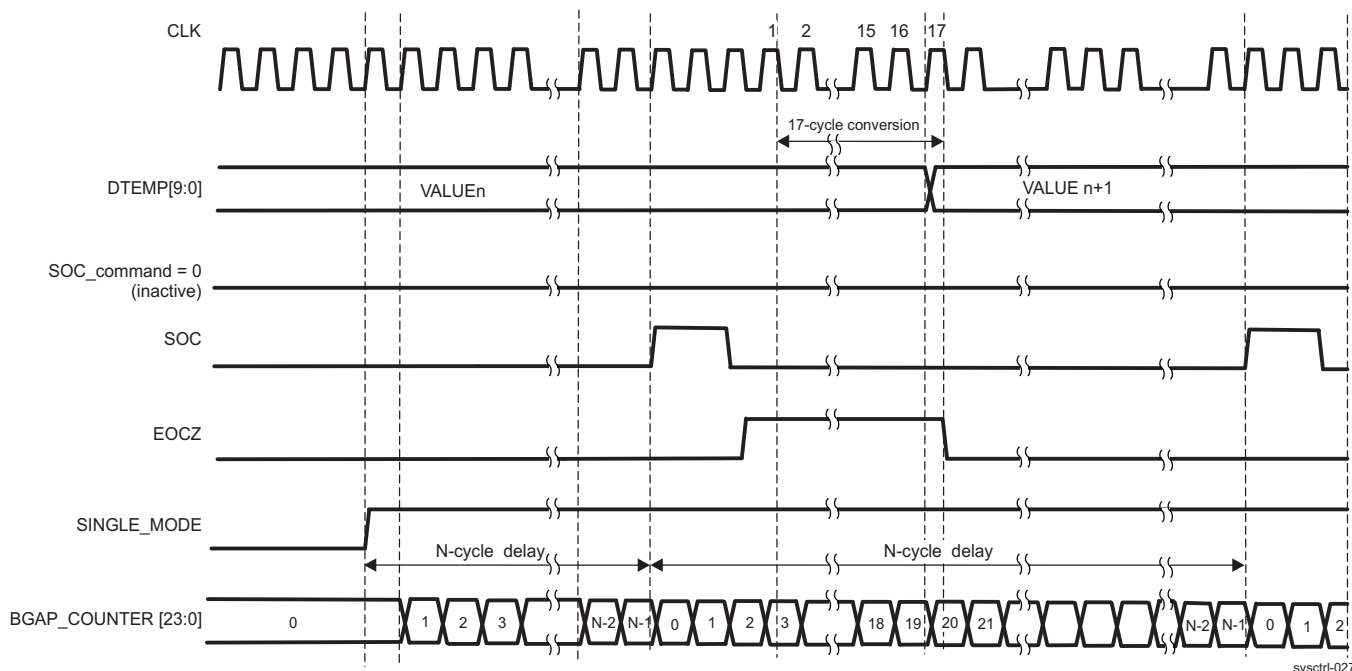 CLK
1 2 15 16 17
17-cycle conversion
DTEMP[9:0]
VALUEn
VALUE n+1
SOC_command = 0
(inactive)
SOC
EOCZ
SINGLE_MODE
N-cycle delay
N-cycle delay
BGAP_COUNTER [23:0]
0 1 2 3 N-2 N-1 0 1 2 3 18 19 20 21 N-2 N-1 0 1 2
sysctrl-027